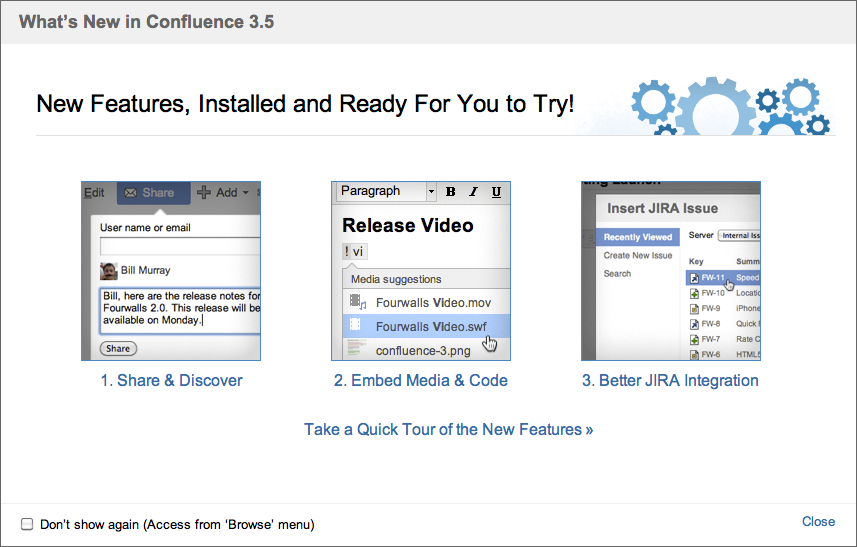 What's New in Confluence 3.5
New Features, Installed and Ready For You to Try!
Edit
Share
Add
User name or email
Bill Murray
Bill, here are the release notes for
Fourwalls 2.0. This release will be
available on Monday.
Share
1. Share & Discover
Paragraph
B I U
Release Video
! vi
Media suggestions
Fourwalls Video.mov
Fourwalls Video.swf
confluence-3.png
2. Embed Media & Code
Insert JIRA Issue
Recently Viewed
Create New Issue
Search
Server
Internal Iss
Key Summ
FW-11 Speed
FW-10 Locatio
FW-9 iPhone
FW-8 Quick
FW-7 Rate C
FW-6 HTML5
3. Better JIRA Integration
Take a Quick Tour of the New Features »
Don't show again (Access from 'Browse' menu)
Close